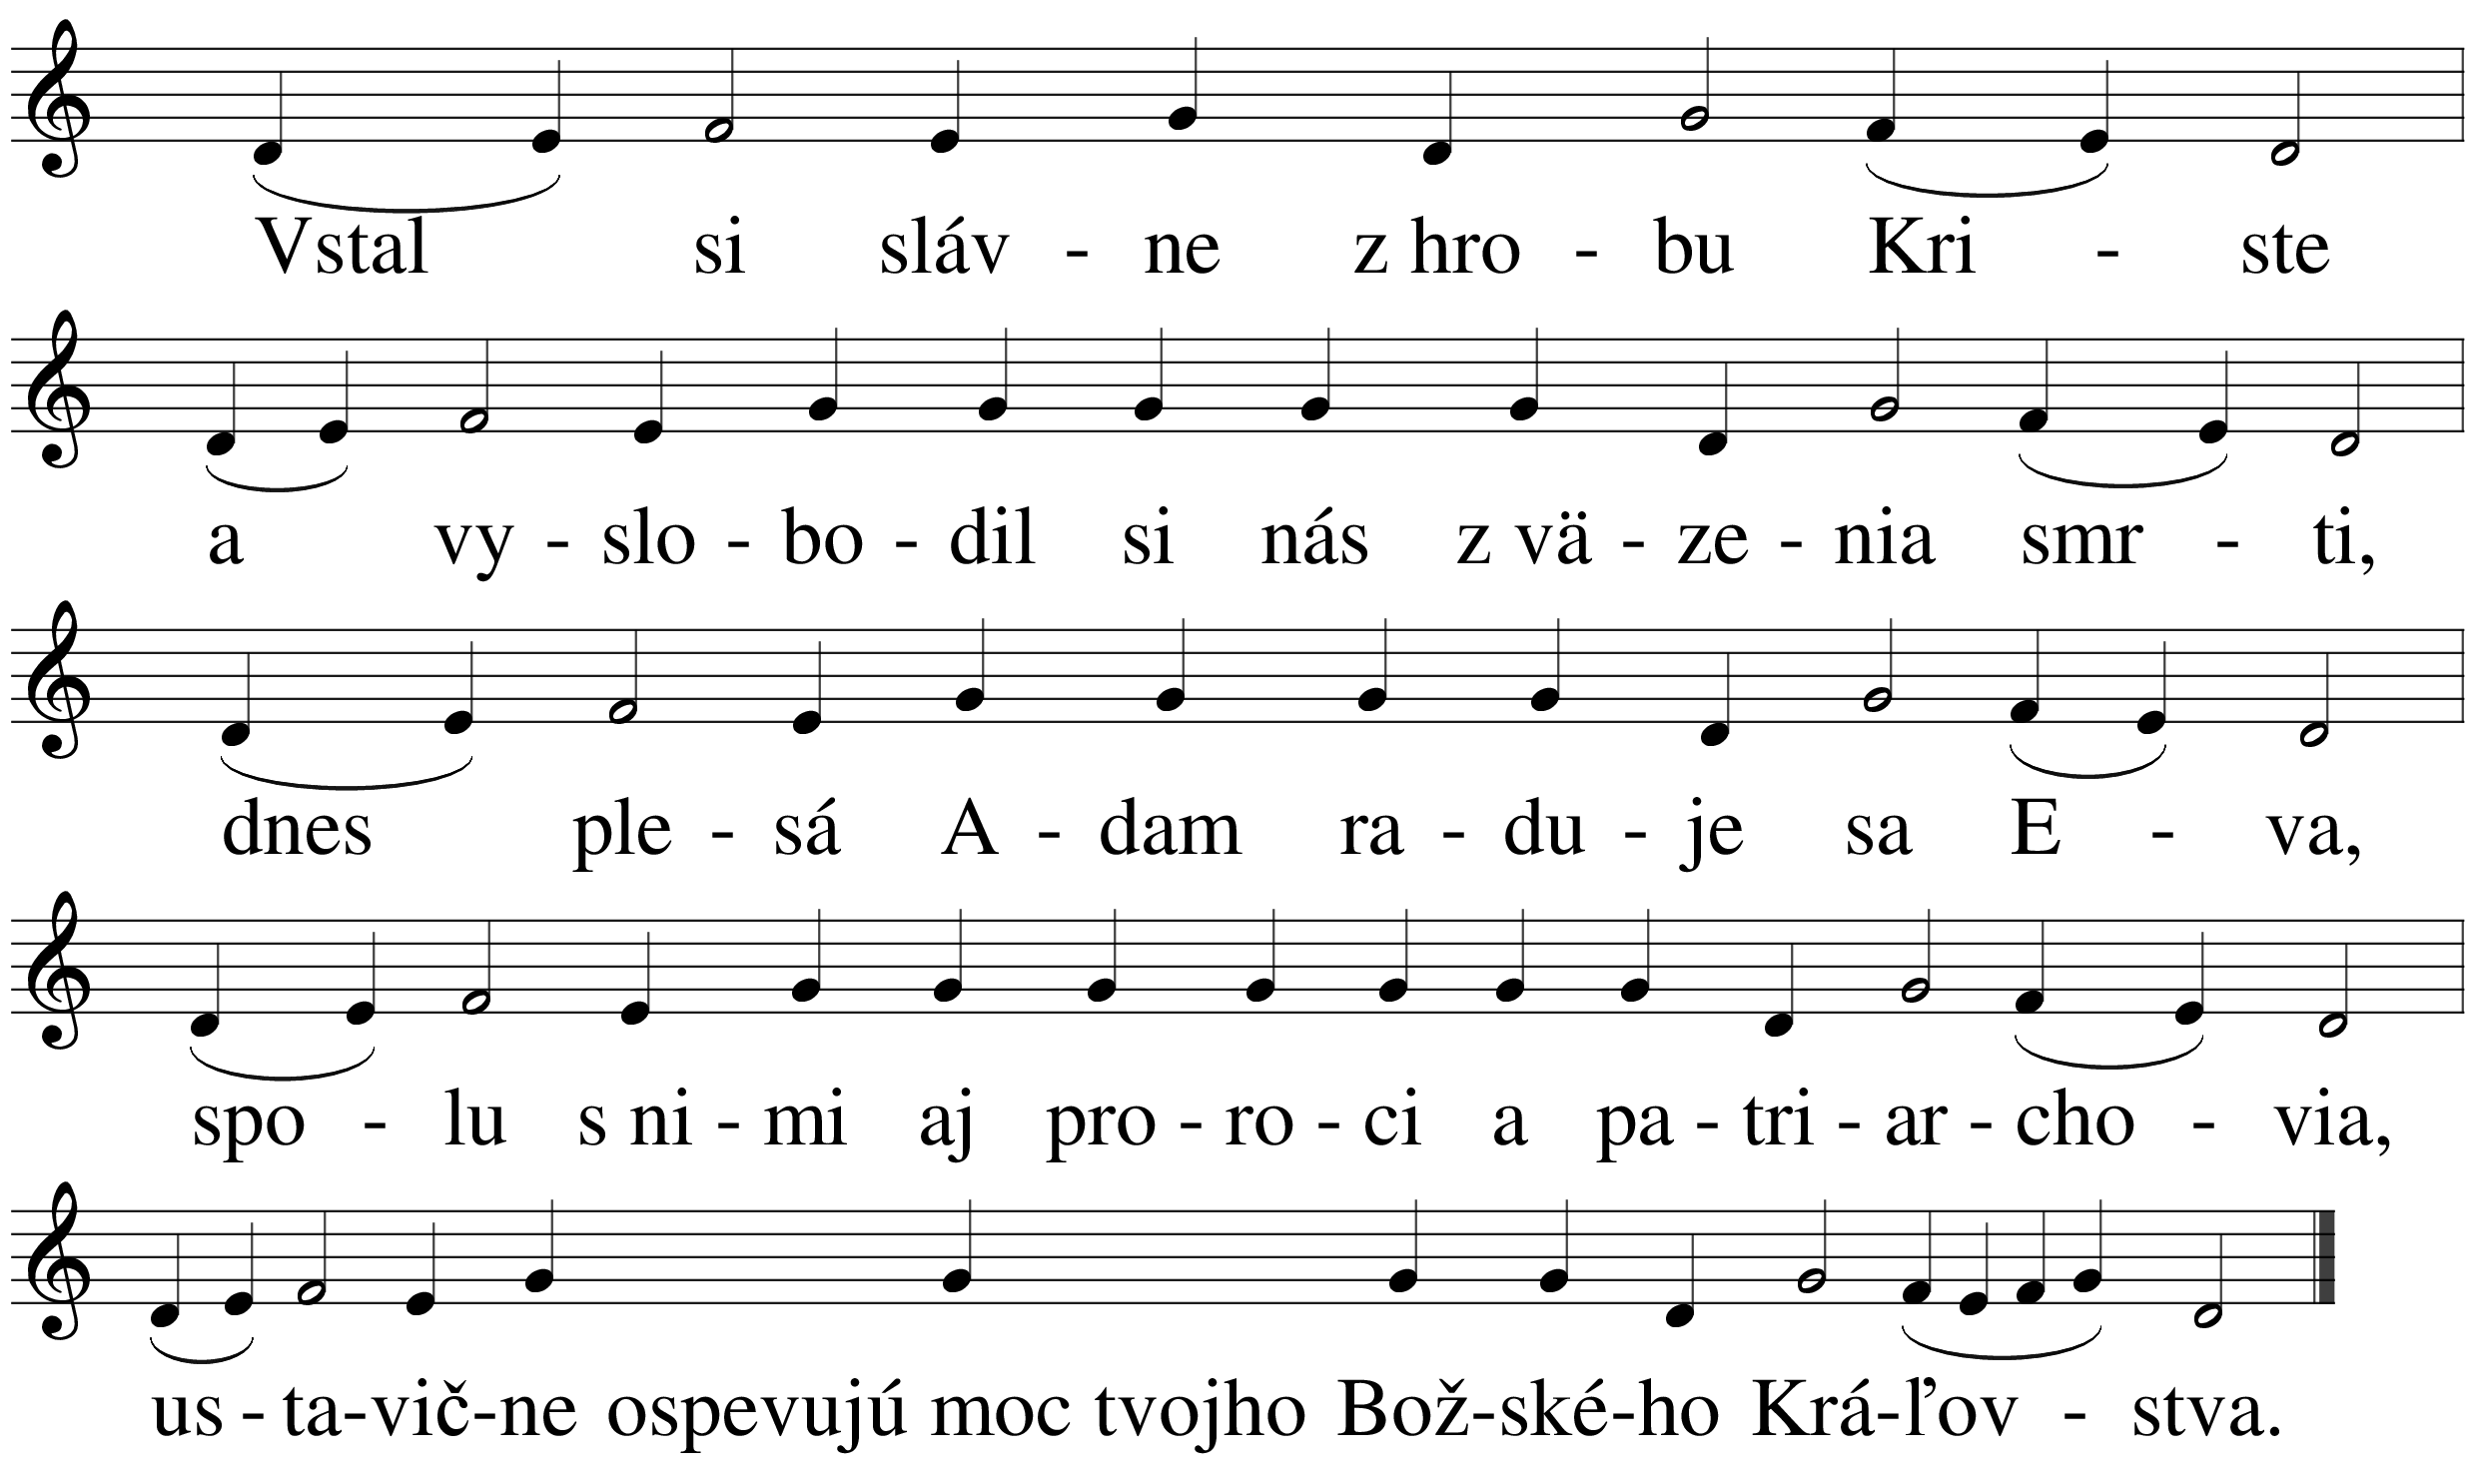 Vstal si sláv - ne z hro - bu Kri - ste
a vy - slo - bo - dil si nás z vä - ze - nia smr - ti,
dnes ple - sá A - dam ra - du - je sa E - va,
spo - lu s ni - mi aj pro - ro - ci a pa - tri - ar - cho - via,
us - ta-vič-ne ospevujú moc tvojho Bož-ské-ho Krá-ľov - stva.